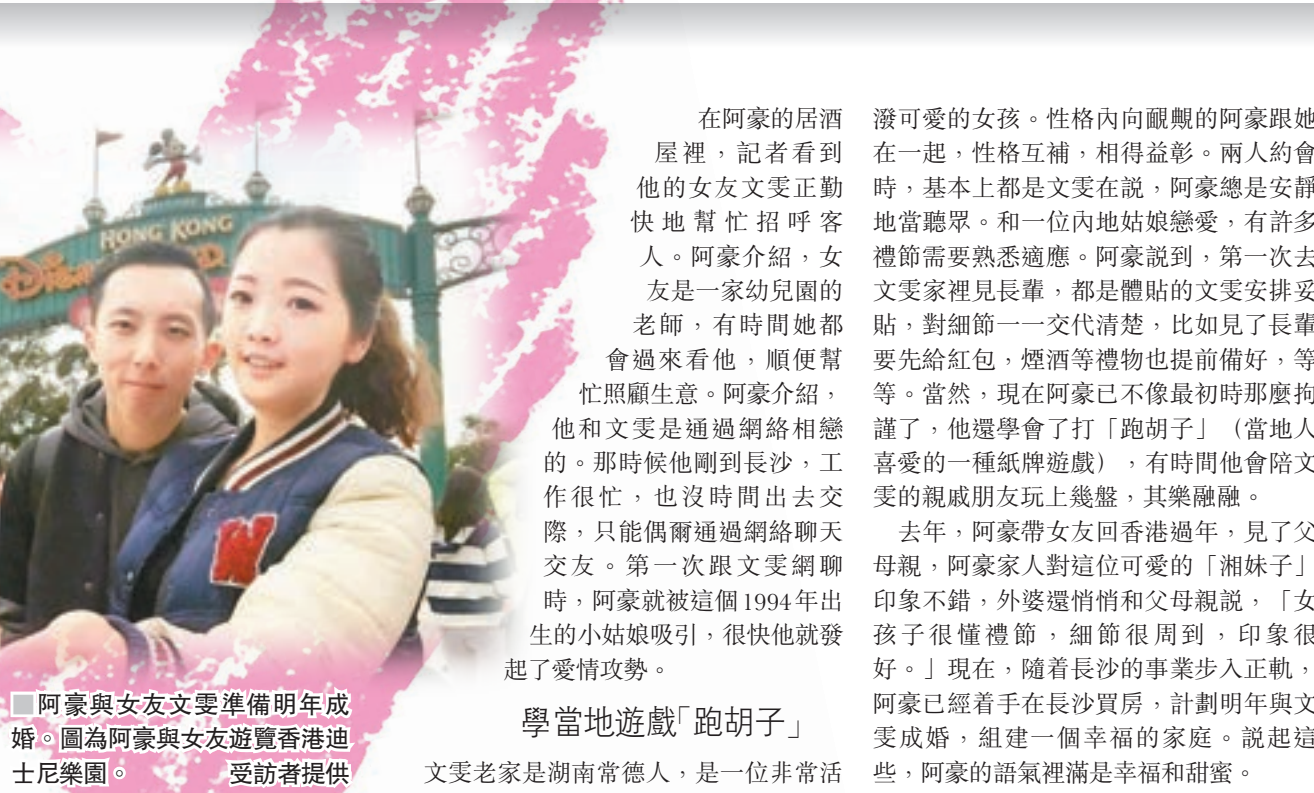 HONG KONG
在阿豪的居酒
屋裡，記者看到
他的女友文雯正勤
快地幫忙招呼客
人。阿豪介紹，女
友是一家幼兒園的
老師，有時間她都
會過來看他，順便幫
忙照顧生意。阿豪介紹，
他和文雯是通過網絡相戀
的。那時候他剛到長沙，工
作很忙，也沒時間出去交
際，只能偶爾通過網絡聊天
交友。第一次跟文雯網聊
時，阿豪就被這個1994年出
生的小姑娘吸引，很快他就發
起了愛情攻勢。
學當地遊戲「跑胡子」
文雯老家是湖南常德人，是一位非常活
潑可愛的女孩。性格內向靦覥的阿豪跟她
在一起，性格互補，相得益彰。兩人約會
時，基本上都是文雯在説，阿豪總是安靜
地當聽眾。和一位內地姑娘戀愛，有許多
禮節需要熟悉適應。阿豪説到，第一次去
文雯家裡見長輩，都是體貼的文雯安排妥
貼，對細節一一交代清楚，比如見了長輩
要先給紅包，煙酒等禮物也提前備好，等
等。當然，現在阿豪已不像最初時那麼拘
謹了，他還學會了打「跑胡子」（當地人
喜愛的一種紙牌遊戲），有時間他會陪文
雯的親戚朋友玩上幾盤，其樂融融。
去年，阿豪帶女友回香港過年，見了父
母親，阿豪家人對這位可愛的「湘妹子」
印象不錯，外婆還悄悄和父母親説，「女
孩子很懂禮節，細節很周到，印象很
好。」現在，隨着長沙的事業步入正軌，
阿豪已經着手在長沙買房，計劃明年與文
雯成婚，組建一個幸福的家庭。説起這
些，阿豪的語氣裡滿是幸福和甜蜜。
■阿豪與女友文雯準備明年成
婚。圖為阿豪與女友遊覽香港迪
士尼樂園。 受訪者提供